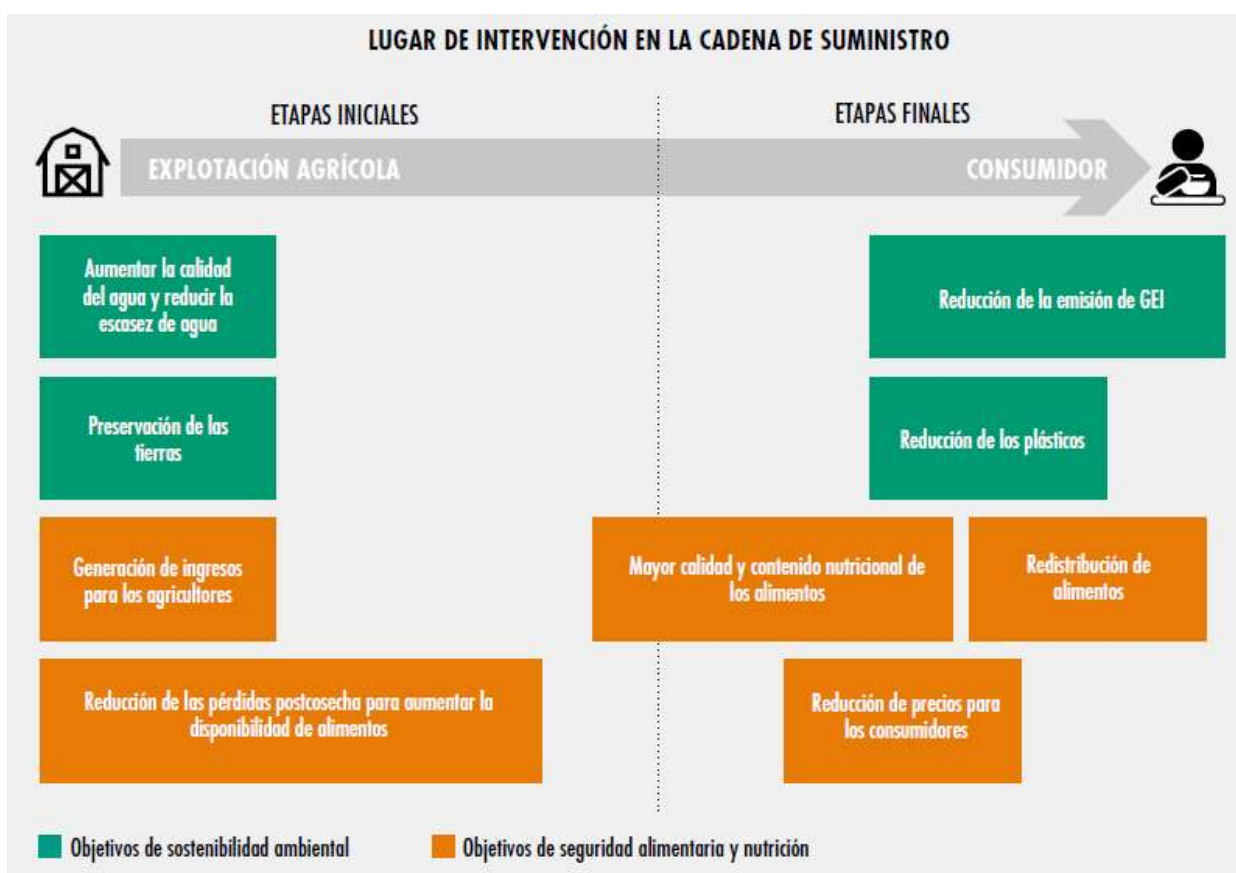 LUGAR DE INTERVENCIÓN EN LA CADENA DE SUMINISTRO
ETAPAS INICIALES
ETAPAS FINALES
EXPLOTACIÓN AGRÍCOLA
CONSUMIDOR
Aumentar la calidad
del agua y reducir la
escasez de agua
Reducción de la emisión de GEI
Preservación de las
tierras
Reducción de los plásticos
Generación de ingresos
para los agricultores
Mayor calidad y contenido nutricional de
los alimentos
Redistribución de
alimentos
Reducción de las pérdidas postcosecha para aumentar la
disponibilidad de alimentos
Reducción de precios para
los consumidores
Objetivos de sostenibilidad ambiental
Objetivos de seguridad alimentaria y nutrición